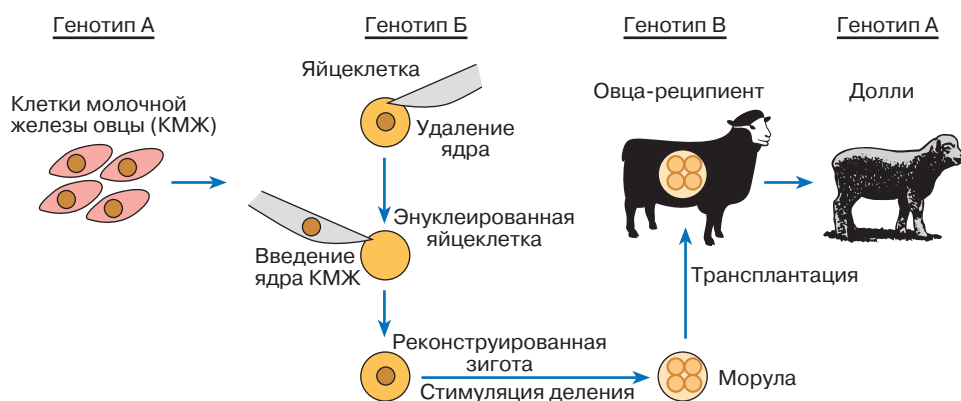 Генотип А
Генотип Б
Генотип В
Генотип А
Клетки молочной
железы овцы (КМЖ)
Яйцеклетка
Удаление
ядра
Энуклеированная
яйцеклетка
Введение
ядра КМЖ
Реконструированная
зигота
Стимуляция деления
Морула
Трансплантация
Овца-реципиент
Долли